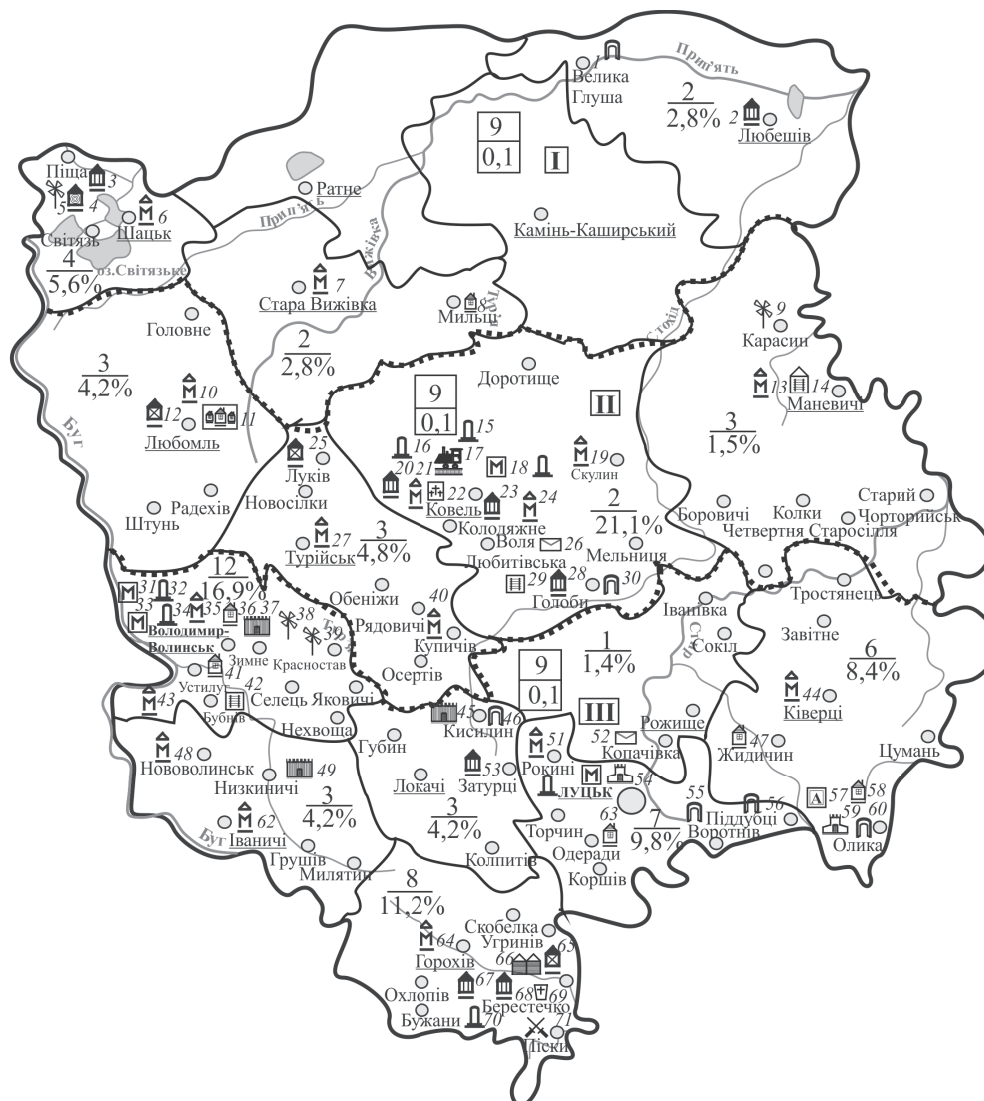 1
Велика
Глуша
Прип'ять
2
2,8%
2
Любешів
9
0,1
I
Камінь-Каширський
Піща
3
4
5
6
Світязь
Шацьк
4
5,6%
оз.Світязьке
Ратне
Прип'ять
Вижівка
7
Стара Вижівка
2
2,8%
Мильці
8
Турія
Стохід
Головне
3
4,2%
10
11
12
Любомль
Буг
Радехів
Штунь
9
Карасин
13
14
Маневичі
3
1,5%
Боровичі
Колки
Старий
Чорторийськ
Четвертня
Старосілля
Тростянець
Доротище
9
0,1
II
15
16
17
M
18
19
Скулин
20
21
22
23
24
Ковель
Колодяжне
2
21,1%
Воля
Любитівська
26
Мельниця
29
28
30
Голоби
25
Луків
Новосілки
27
Турійськ
3
4,8%
Обеніжи
40
Рядовичі
Купичів
Осертів
12
16,9%
M
31
32
M
33
34
35
36
37
38
39
Володимир-
Волинськ
Зимне
Красностав
Турія
41
Устилуг
42
Бубнів
43
Селець
Яковичі
Нехвоща
48
Нововолинськ
Низкиничі
49
3
4,2%
62
Іваничі
Буг
Грушів
Милятин
45
46
Кисилин
Губин
Локачі
53
Затурці
3
4,2%
Колпитів
1
1,4%
9
0,1
III
Іванівка
Стир
Сокіл
Рожище
52
Копачівка
51
Рокині
M
54
ЛУЦЬК
Торчин
63
Одеради
Коршів
7
9,8%
55
Воротнів
56
Піддубці
Завітне
6
8,4%
44
Ківерці
47
Жидичин
Цумань
A
57
58
59
60
Олика
8
11,2%
Скобелка
Угринів
64
Горохів
65
66
67
68
69
Охлопів
Берестечко
Бужани
70
71
Піски